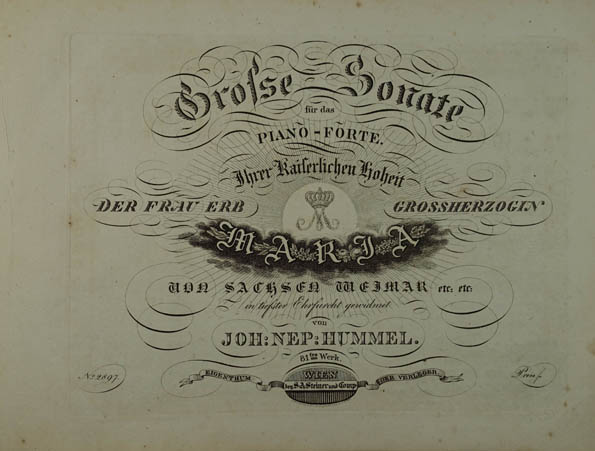 Grosse Sonate
für das
PIANO-FORTE.
Ihrer Kaiserlichen Hoheit
DER FRAU ERB GROSSHERZOGIN
M
MARIA
VON SACHSEN WEIMAR etc: etc:
in tiefster Ehrfurcht gewidmet
von
JOH: NEP: HUMMEL.
81tes Werk.
No. 2897. Preis f
EIGENTHUM WIEN DER VERLEGER.
bey S.A. Steiner und Comp